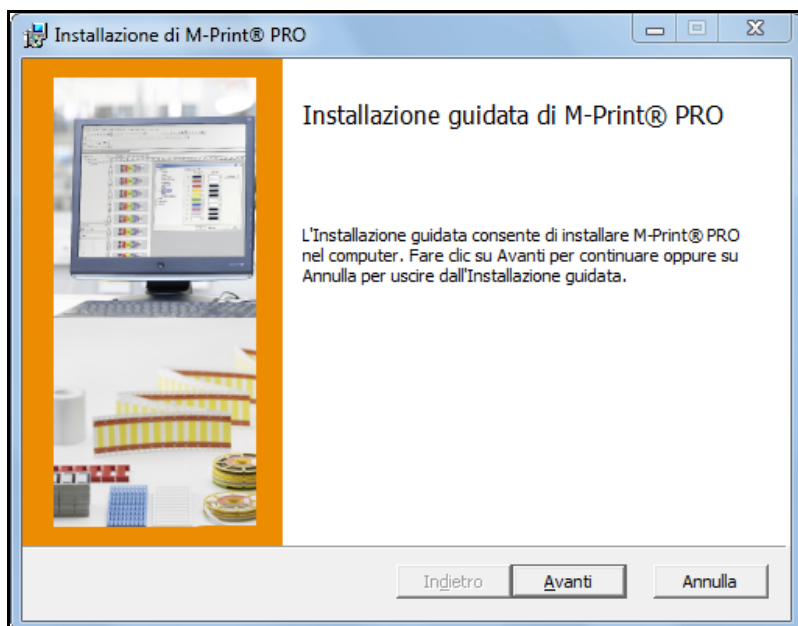 Installazione di M-Print® PRO
Installazione guidata di M-Print® PRO
L'Installazione guidata consente di installare M-Print® PRO
nel computer. Fare clic su Avanti per continuare oppure su
Annulla per uscire dall'Installazione guidata.
Indietro
Avanti
Annulla